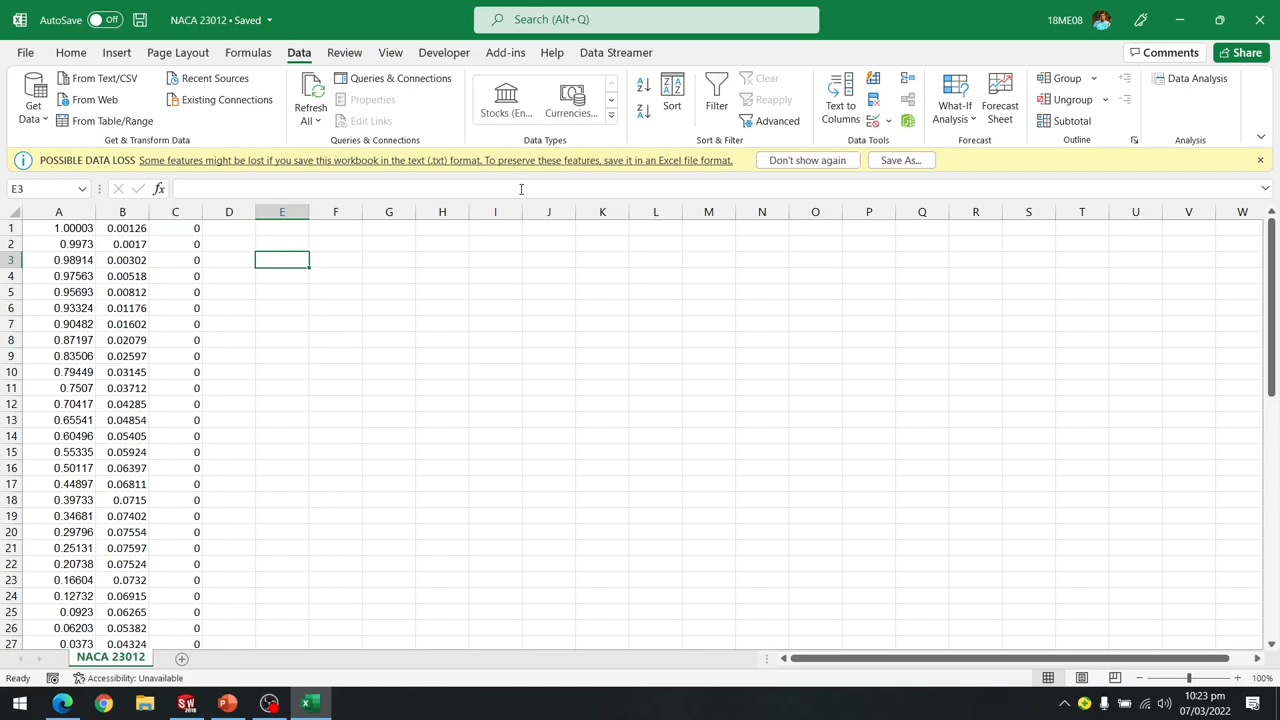 AutoSave Off NACA 23012 • Saved Search (Alt+Q) 18ME08
File Home Insert Page Layout Formulas Data Review View Developer Add-ins Help Data Streamer Comments Share
Get Data From Text/CSV From Web From Table/Range Recent Sources Existing Connections
Get & Transform Data
Refresh All Queries & Connections Properties Edit Links
Queries & Connections
Stocks (En... Currencies...
Data Types
Sort Filter Clear Reapply Advanced
Sort & Filter
Text to Columns
Data Tools
What-If Analysis Forecast Sheet
Forecast
Group Ungroup Subtotal
Outline
Data Analysis
Analysis
POSSIBLE DATA LOSS Some features might be lost if you save this workbook in the text (.txt) format. To preserve these features, save it in an Excel file format. Don't show again Save As...
E3 fx
A B C D E F G H I J K L M N O P Q R S T U V W
1 1.00003 0.00126 0
2 0.9973 0.0017 0
3 0.98914 0.00302 0
4 0.97563 0.00518 0
5 0.95693 0.00812 0
6 0.93324 0.01176 0
7 0.90482 0.01602 0
8 0.87197 0.02079 0
9 0.83506 0.02597 0
10 0.79449 0.03145 0
11 0.7507 0.03712 0
12 0.70417 0.04285 0
13 0.65541 0.04854 0
14 0.60496 0.05405 0
15 0.55335 0.05924 0
16 0.50117 0.06397 0
17 0.44897 0.06811 0
18 0.39733 0.0715 0
19 0.34681 0.07402 0
20 0.29796 0.07554 0
21 0.25131 0.07597 0
22 0.20738 0.07524 0
23 0.16604 0.0732 0
24 0.12732 0.06915 0
25 0.0923 0.06265 0
26 0.06203 0.05382 0
27 0.0373 0.04324 0
NACA 23012
Ready Accessibility: Unavailable 100%
SW 2018 10:23 pm
07/03/2022